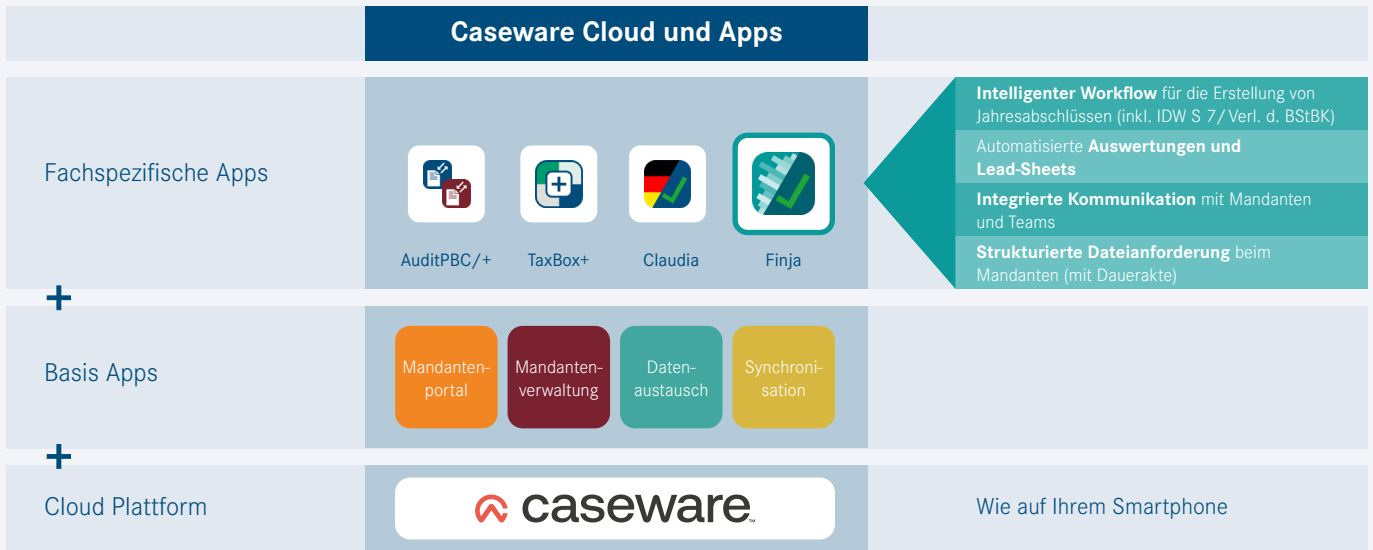 Caseware Cloud und Apps
Fachspezifische Apps
AuditPBC/+
TaxBox+
Claudia
Finja
Intelligenter Workflow für die Erstellung von
Jahresabschlüssen (inkl. IDW S 7/ Verl. d. BStBK)
Automatisierte Auswertungen und
Lead-Sheets
Integrierte Kommunikation mit Mandanten
und Teams
Strukturierte Dateianforderung beim
Mandanten (mit Dauerakte)
+
Basis Apps
Mandanten-
portal
Mandanten-
verwaltung
Daten-
austausch
Synchroni-
sation
+
Cloud Plattform
caseware™
Wie auf Ihrem Smartphone